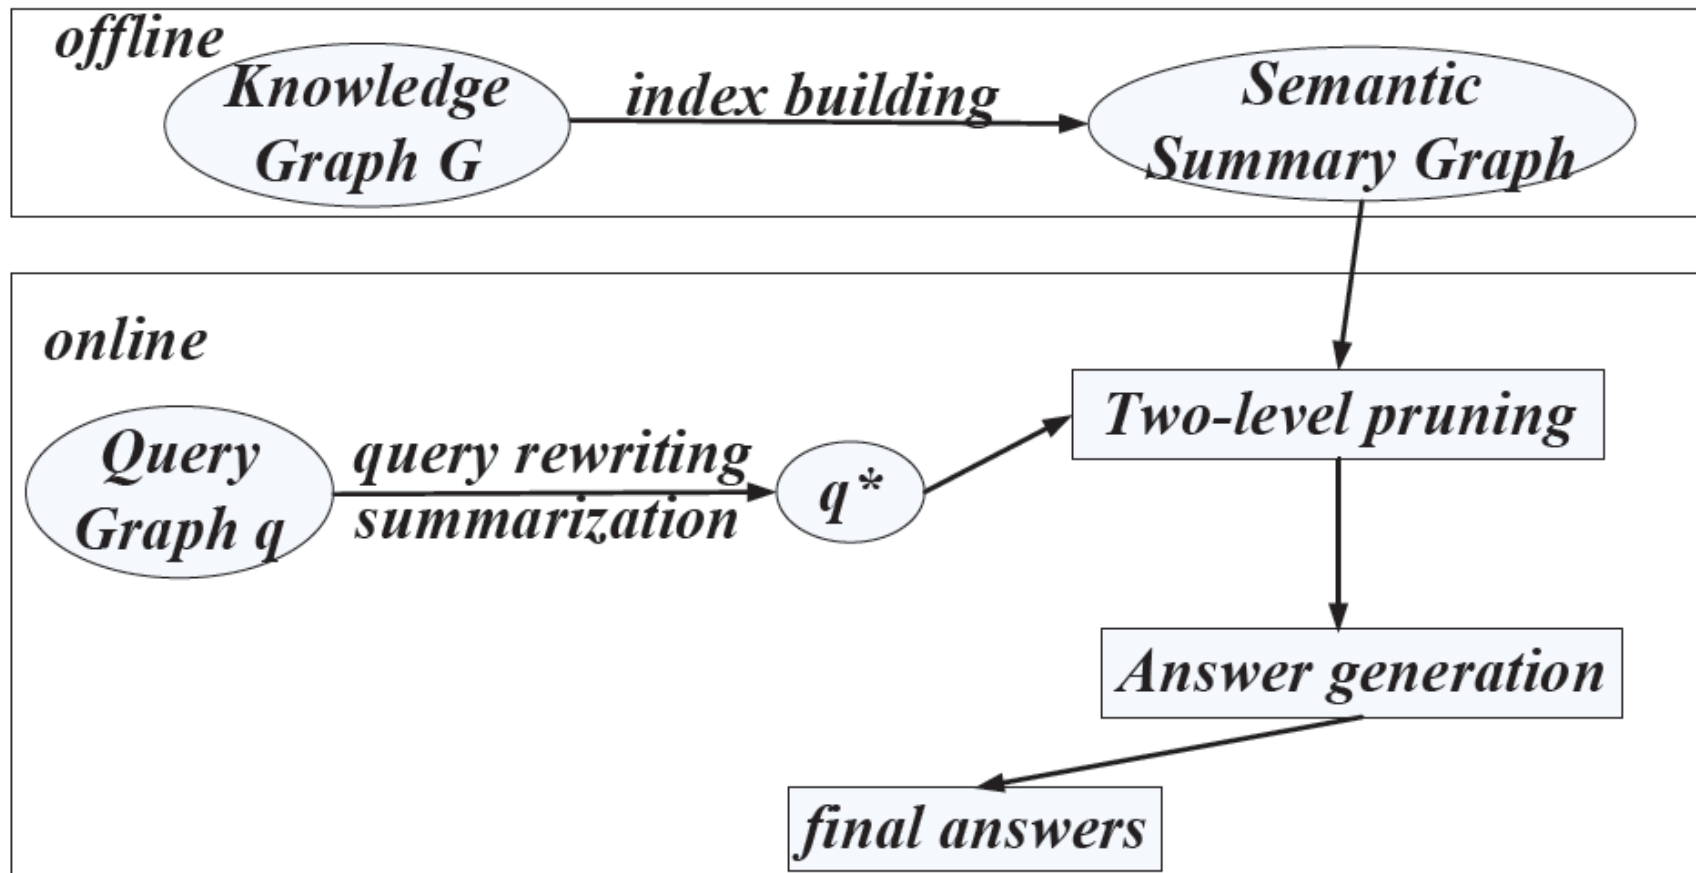 offline
Knowledge
Graph G
index building
Semantic
Summary Graph
online
Query
Graph q
query rewriting
summarization
q*
Two-level pruning
Answer generation
final answers